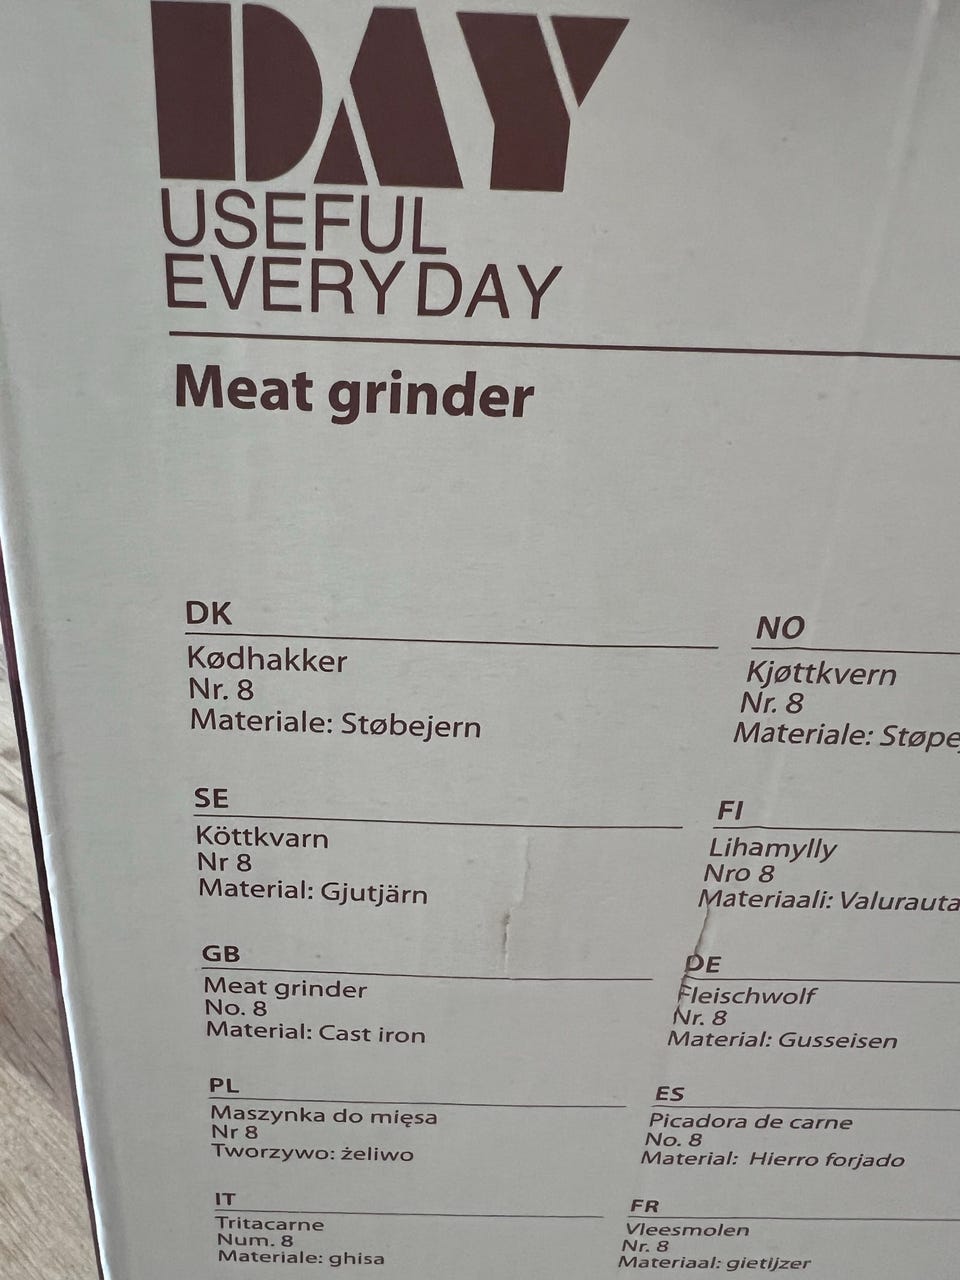 DAY
USEFUL
EVERYDAY
Meat grinder
DK
Kødhakker
Nr. 8
Materiale: Støbejern
NO
Kjøttkvern
Nr. 8
Materiale:
SE
Köttkvarn
Nr 8
Material: Gjutjärn
FI
Lihamylly
Nro 8
Materiaali: Valurauta
GB
Meat grinder
No. 8
Material: Cast iron
DE
Fleischwolf
Nr. 8
Material: Gusseisen
PL
Maszynka do mięsa
Nr 8
Tworzywo: żeliwo
ES
Picadora de carne
No. 8
Material: Hierro forjado
IT
Tritacarne
Num. 8
Materiale: ghisa
FR
Vleesmolen
Nr. 8
Materiaal: gietijzer